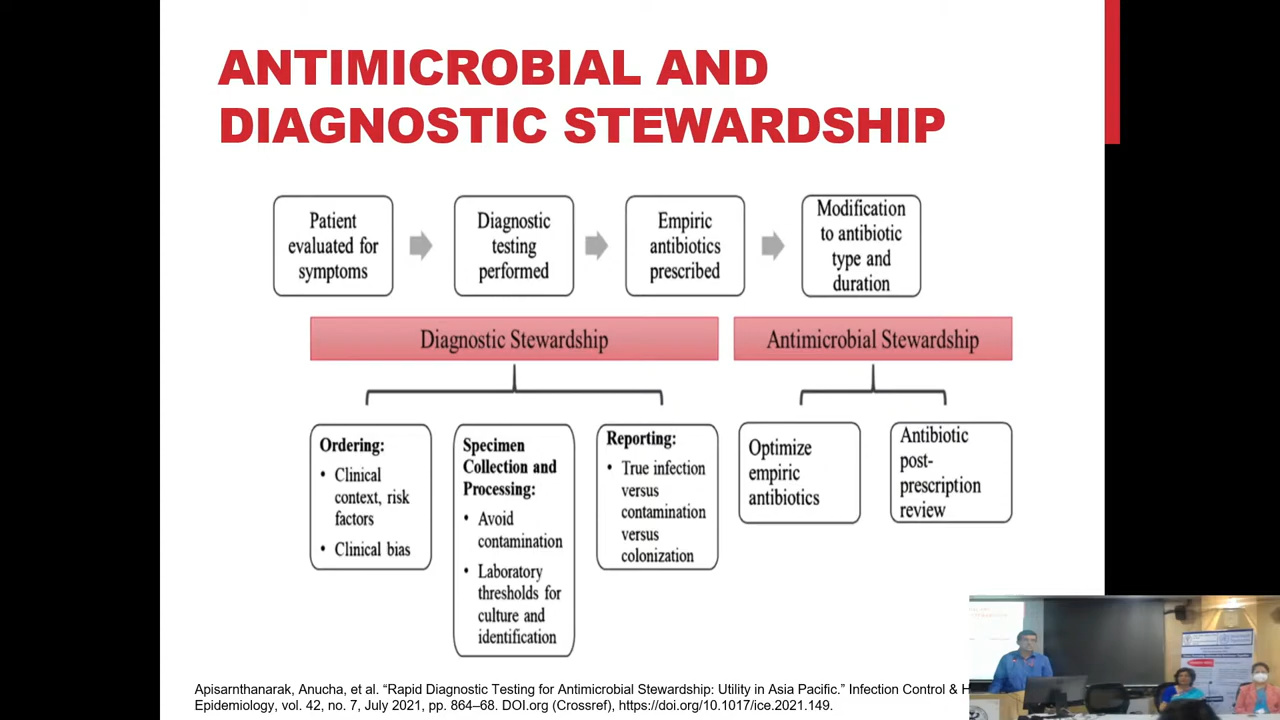 ANTIMICROBIAL AND
DIAGNOSTIC STEWARDSHIP
Patient
evaluated for
symptoms
Diagnostic
testing
performed
Empiric
antibiotics
prescribed
Modification
to antibiotic
type and
duration
Diagnostic Stewardship
Antimicrobial Stewardship
Ordering:
• Clinical
context, risk
factors
• Clinical bias
Specimen
Collection and
Processing:
• Avoid
contamination
• Laboratory
thresholds for
culture and
identification
Reporting:
• True infection
versus
contamination
versus
colonization
Optimize
empiric
antibiotics
Antibiotic
post-
prescription
review
Apisarnthanarak, Anucha, et al. “Rapid Diagnostic Testing for Antimicrobial Stewardship: Utility in Asia Pacific.” Infection Control & H
Epidemiology, vol. 42, no. 7, July 2021, pp. 864–68. DOI.org (Crossref), https://doi.org/10.1017/ice.2021.149.